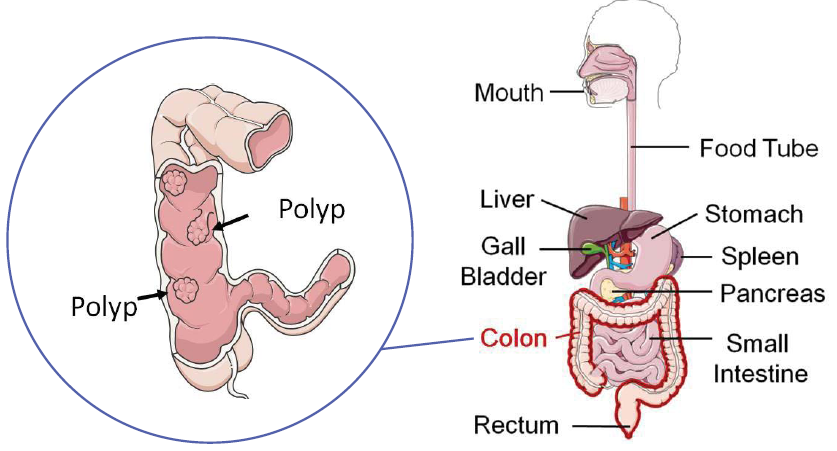 Polyp
Polyp
Mouth
Food Tube
Liver
Stomach
Gall
Bladder
Spleen
Pancreas
Colon
Small
Intestine
Rectum